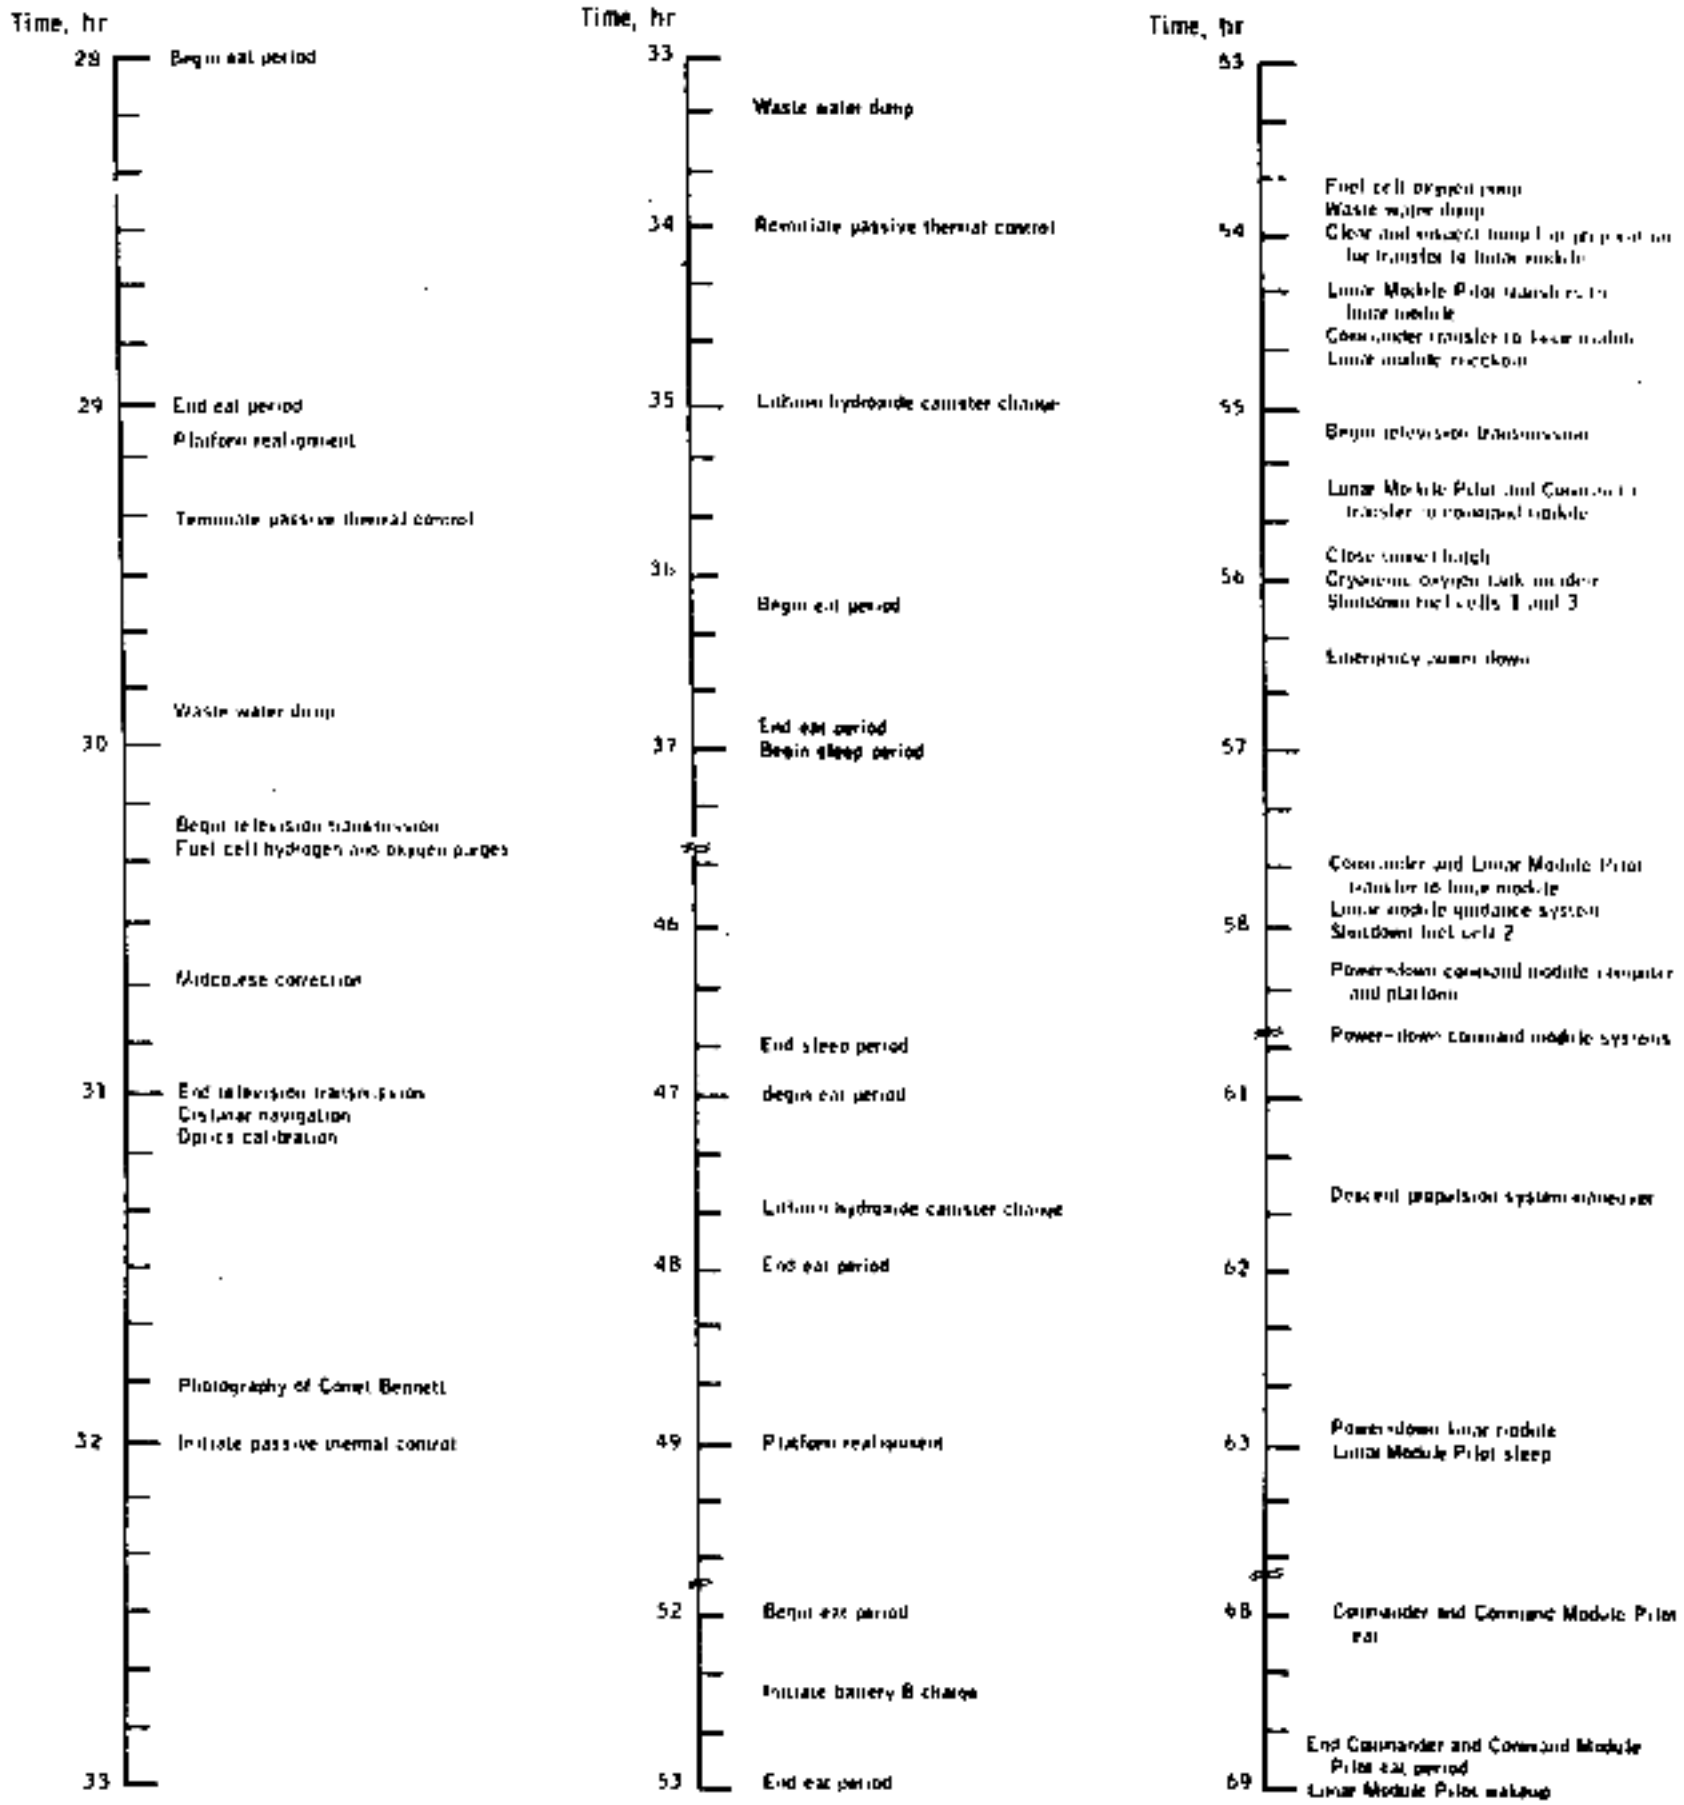 Time, hr
28 Begin eat period
29 End eat period
Platform realignment
Terminate passive thermal control
Waste water dump
30
Begin television transmission
Fuel cell hydrogen and oxygen purges
Midcourse correction
31 End television transmission
Cislunar navigation
Optics calibration
Photography of Comet Bennett
32 Initiate passive thermal control
33
Time, hr
33
Waste water dump
34 Reinitiate passive thermal control
35 Lithium hydroxide canister change
36
Begin eat period
End eat period
37 Begin sleep period
46
End sleep period
47 Begin eat period
Lithium hydroxide canister change
48 End eat period
49 Platform realignment
52 Begin eat period
Initiate battery B charge
53 End eat period
Time, hr
53
Fuel cell oxygen purge
Waste water dump
54 Clear and tunnel for preparation
for transfer to lunar module
Lunar Module Pilot transfers to
lunar module
Commander transfer to lunar module
Lunar module checkout
55
Begin television transmission
Lunar Module Pilot and Commander
transfer to command module
Close tunnel hatch
56 Cryogenic oxygen tank incident
Shutdown fuel cells 1 and 3
Emergency power down
57
Commander and Lunar Module Pilot
transfer to lunar module
Lunar module guidance system
58 Shutdown fuel cell 2
Power-down command module computer
and platform
Power-down command module systems
61
Descent propulsion system maneuver
62
Power-down lunar module
63 Lunar Module Pilot sleep
68 Commander and Command Module Pilot
eat
End Commander and Command Module
Pilot eat period
69 Lunar Module Pilot wakeup